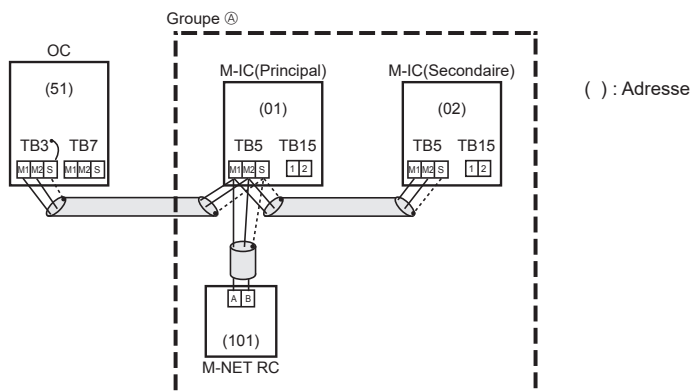 Groupe Ⓐ
OC
M-IC(Principal)
M-IC(Secondaire)
( ) : Adresse
(51)
(01)
(02)
TB3 TB7
TB5 TB15
TB5 TB15
M1 M2 S M1 M2 S
M1 M2 S 1 2
M1 M2 S 1 2
A B
(101)
M-NET RC